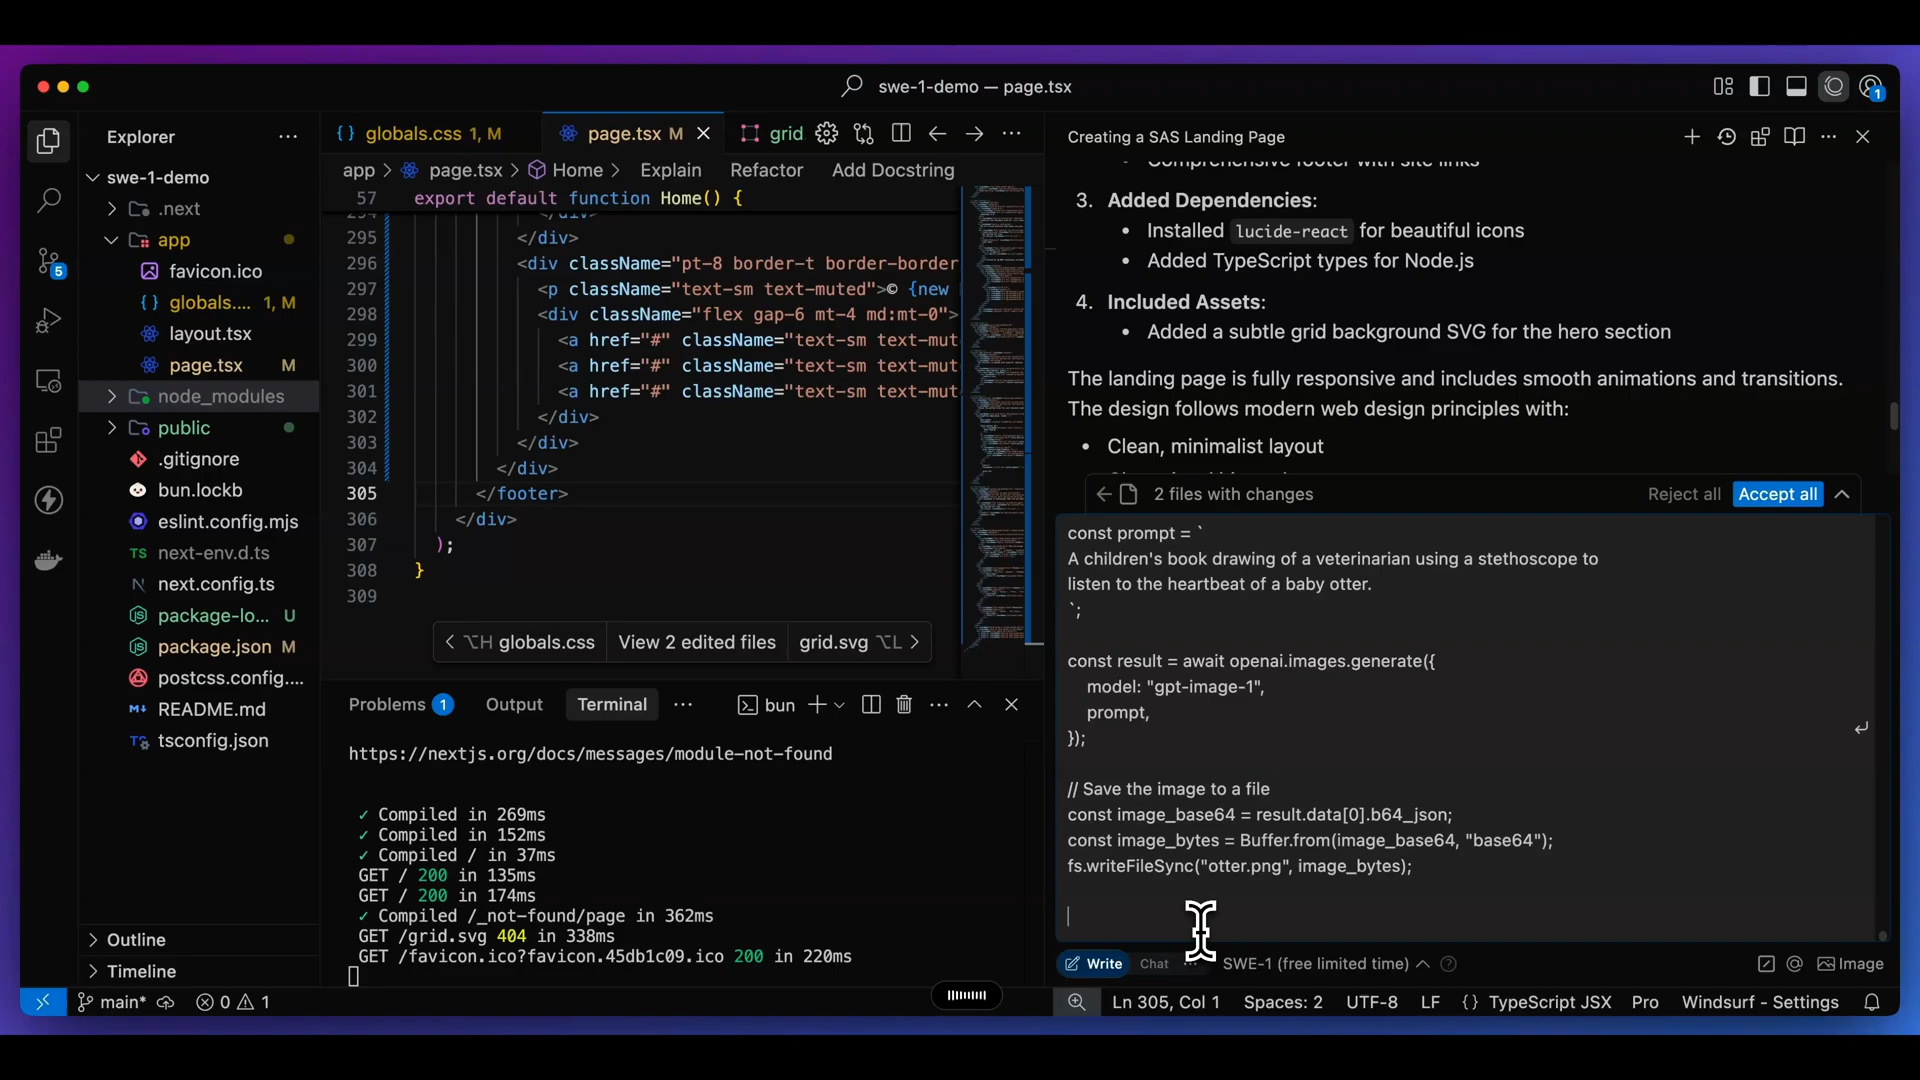 swe-1-demo — page.tsx
Explorer
swe-1-demo
.next
app
favicon.ico
globals.... 1, M
layout.tsx
page.tsx M
node_modules
public
.gitignore
bun.lockb
eslint.config.mjs
TS next-env.d.ts
next.config.ts
package-lo... U
package.json M
postcss.config....
README.md
tsconfig.json
Outline
Timeline
globals.css 1, M
page.tsx M
grid
app > page.tsx > Home > Explain Refactor Add Docstring
57 export default function Home() {
294 </div>
295 </div>
296 <div className="pt-8 border-t border-border
297 <p className="text-sm text-muted">© {new
298 <div className="flex gap-6 mt-4 md:mt-0">
299 <a href="#" className="text-sm text-mut
300 <a href="#" className="text-sm text-mut
301 <a href="#" className="text-sm text-mut
302 </div>
303 </div>
304 </div>
305 </footer>
306 </div>
307 );
308 }
309
⌥H globals.css View 2 edited files grid.svg ⌥L
Problems 1 Output Terminal bun
https://nextjs.org/docs/messages/module-not-found
✓ Compiled in 269ms
✓ Compiled in 152ms
✓ Compiled / in 37ms
GET / 200 in 135ms
GET / 200 in 174ms
✓ Compiled /_not-found/page in 362ms
GET /grid.svg 404 in 338ms
GET /favicon.ico?favicon.45db1c09.ico 200 in 220ms
Creating a SAS Landing Page
• Comprehensive footer with site links
3. Added Dependencies:
• Installed lucide-react for beautiful icons
• Added TypeScript types for Node.js
4. Included Assets:
• Added a subtle grid background SVG for the hero section
The landing page is fully responsive and includes smooth animations and transitions.
The design follows modern web design principles with:
• Clean, minimalist layout
2 files with changes Reject all Accept all
const prompt = `
A children's book drawing of a veterinarian using a stethoscope to
listen to the heartbeat of a baby otter.
`;
const result = await openai.images.generate({
model: "gpt-image-1",
prompt,
});
// Save the image to a file
const image_base64 = result.data[0].b64_json;
const image_bytes = Buffer.from(image_base64, "base64");
fs.writeFileSync("otter.png", image_bytes);
Write Chat SWE-1 (free limited time) Image
main* 0 1
Ln 305, Col 1 Spaces: 2 UTF-8 LF {} TypeScript JSX Pro Windsurf - Settings
5
1